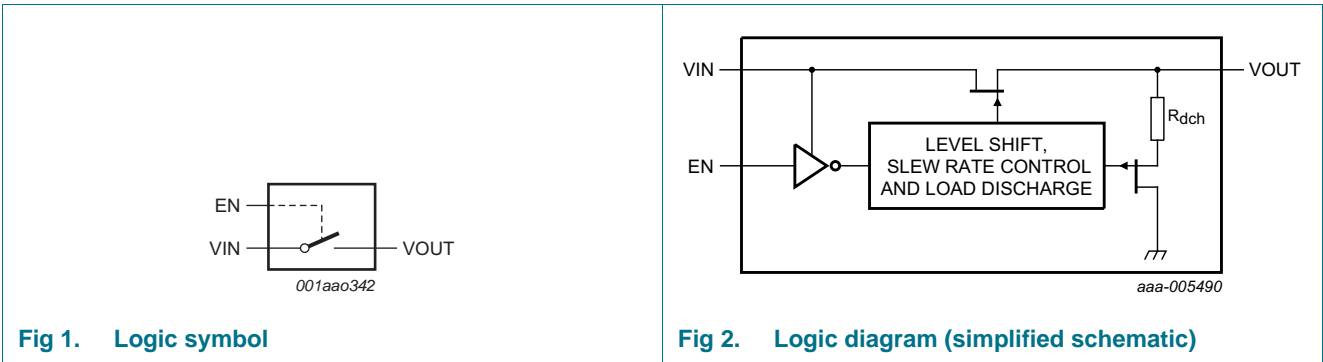 EN
VIN
VOUT
001aao342
Fig 1. Logic symbol
VIN
VOUT
Rdch
EN
LEVEL SHIFT,
SLEW RATE CONTROL
AND LOAD DISCHARGE
aaa-005490
Fig 2. Logic diagram (simplified schematic)